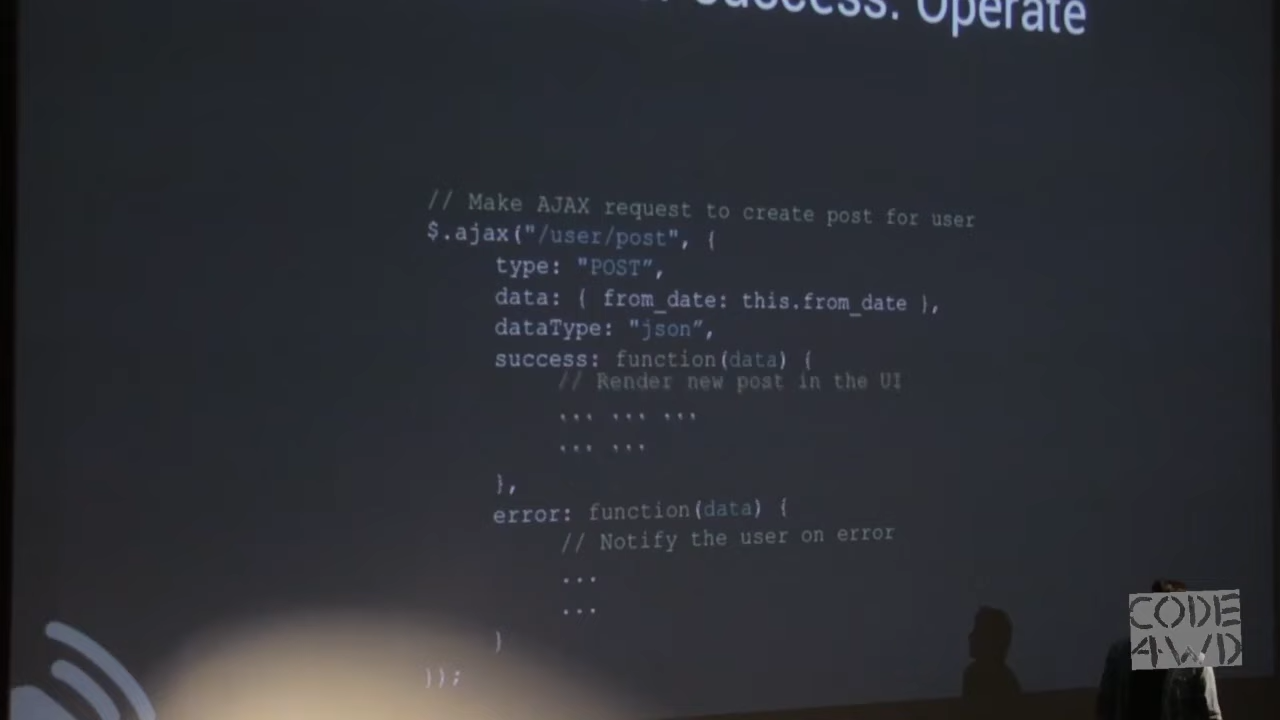 Success: Operate
// Make AJAX request to create post for user
$.ajax("/user/post", {
type: "POST",
data: { from_date: this.from_date },
dataType: "json",
success: function(data) {
// Render new post in the UI
... ... ...
... ...
},
error: function(data) {
// Notify the user on error
...
...
}
});
CODE
4WD